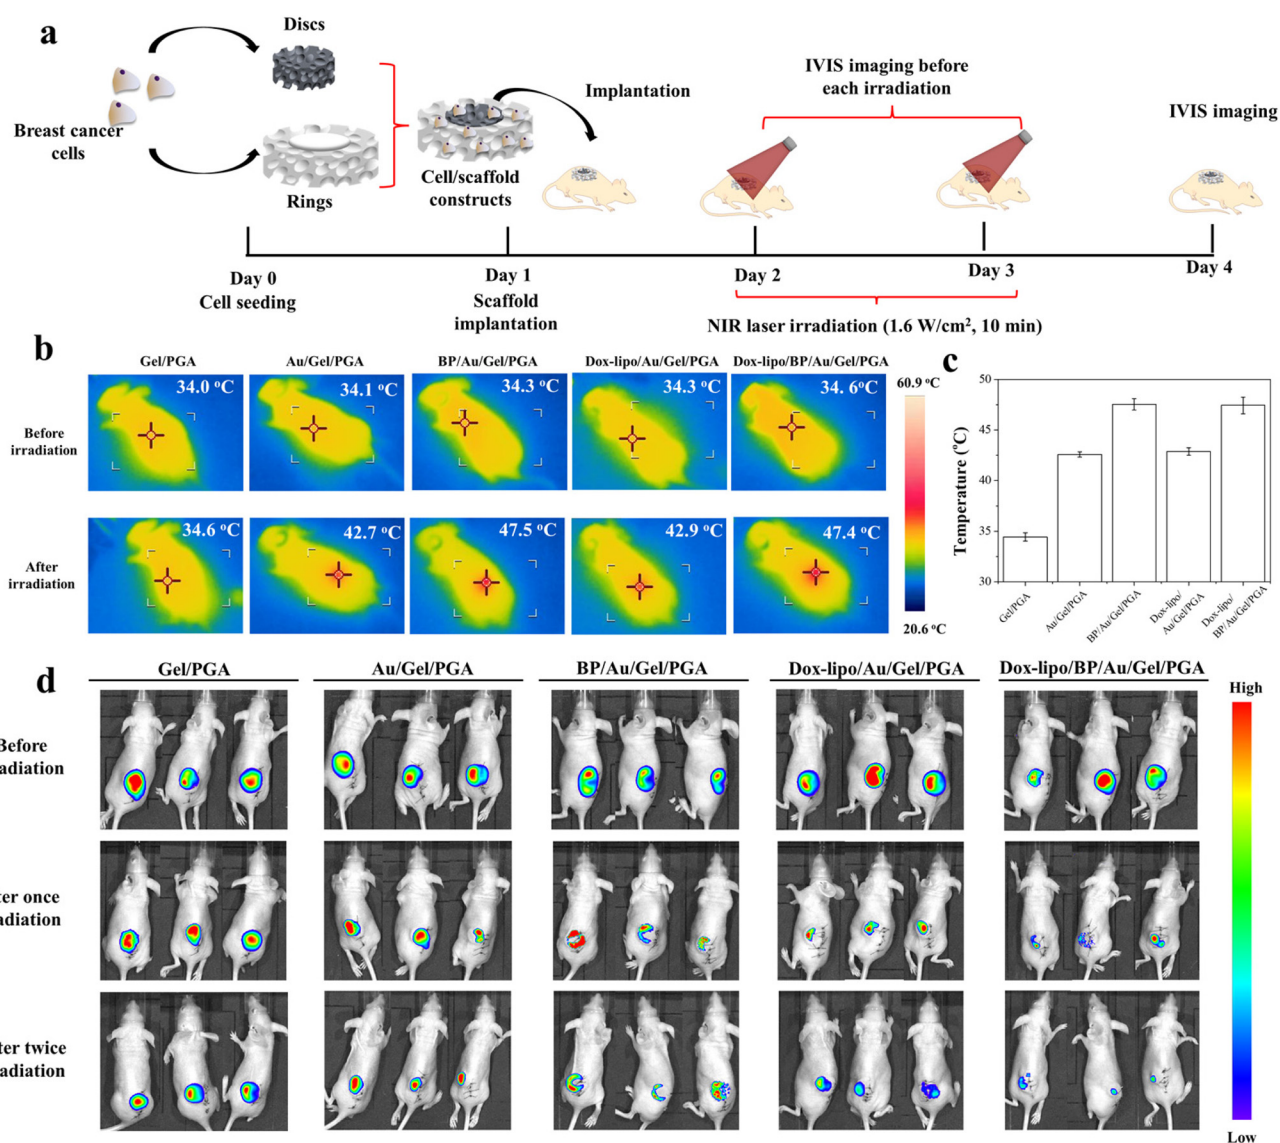 a
Discs
Breast cancer
cells
Rings
Cell/scaffold
constructs
Implantation
IVIS imaging before
each irradiation
IVIS imaging
Day 0
Cell seeding
Day 1
Scaffold
implantation
Day 2
Day 3
Day 4
NIR laser irradiation (1.6 W/cm², 10 min)
b
Gel/PGA
Au/Gel/PGA
BP/Au/Gel/PGA
Dox-lipo/Au/Gel/PGA
Dox-lipo/BP/Au/Gel/PGA
Before
irradiation
34.0 °C
34.1 °C
34.3 °C
34.3 °C
34. 6°C
After
irradiation
34.6 °C
42.7 °C
47.5 °C
42.9 °C
47.4 °C
60.9 °C
20.6 °C
c
Temperature (°C)
50
46
42
38
34
30
Gel/PGA
Au/Gel/PGA
BP/Au/Gel/PGA
Dox-lipo/
Au/Gel/PGA
Dox-lipo/
BP/Au/Gel/PGA
d
Gel/PGA
Au/Gel/PGA
BP/Au/Gel/PGA
Dox-lipo/Au/Gel/PGA
Dox-lipo/BP/Au/Gel/PGA
Before
adiation
ter once
adiation
ter twice
adiation
High
Low